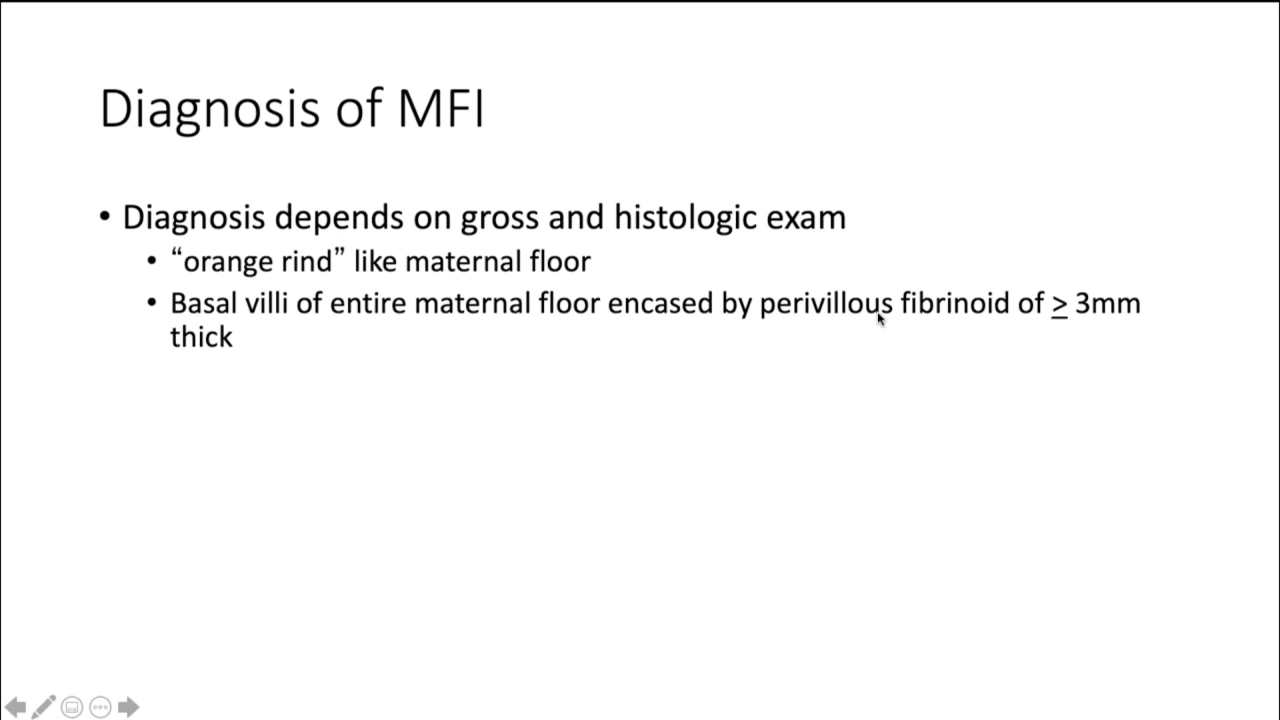 Diagnosis of MFI
• Diagnosis depends on gross and histologic exam
• “orange rind” like maternal floor
• Basal villi of entire maternal floor encased by perivillous fibrinoid of ≥ 3mm
thick